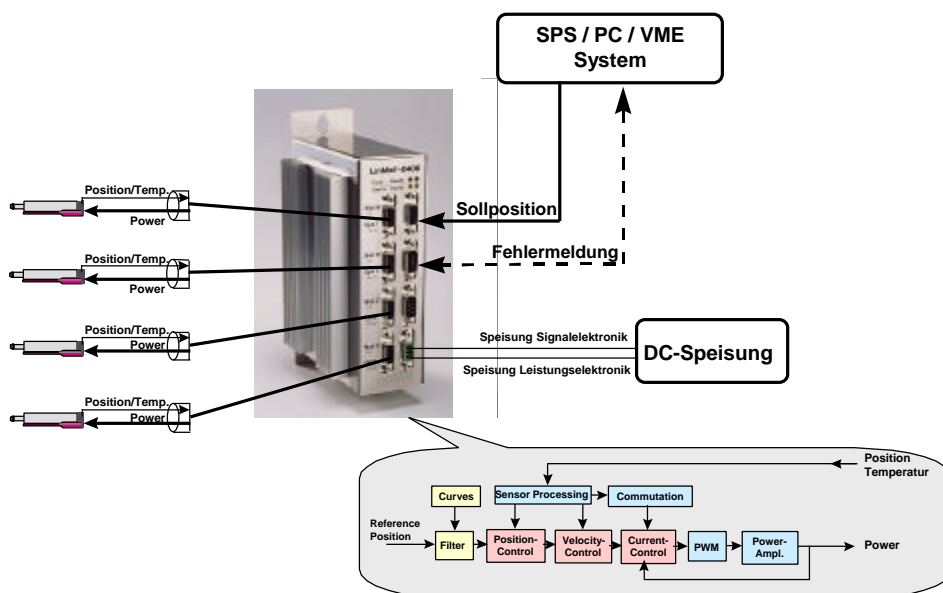 SPS / PC / VME
System
Position/Temp.
Power
Sollposition
Position/Temp.
Power
Fehlermeldung
Position/Temp.
Power
Speisung Signalelektronik
DC-Speisung
Speisung Leistungselektronik
Position/Temp.
Power
Position
Temperatur
Curves
Sensor Processing
Commutation
Reference
Position
Filter
Position-
Control
Velocity-
Control
Current-
Control
PWM
Power-
Ampl.
Power